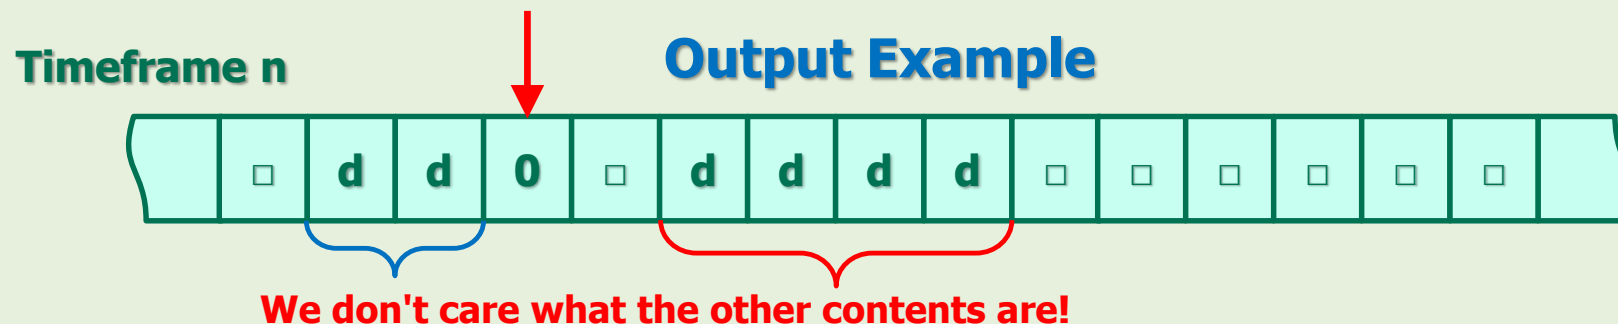 Timeframe n
Output Example
□ d d 0 □ d d d d □ □ □ □ □ □
We don't care what the other contents are!